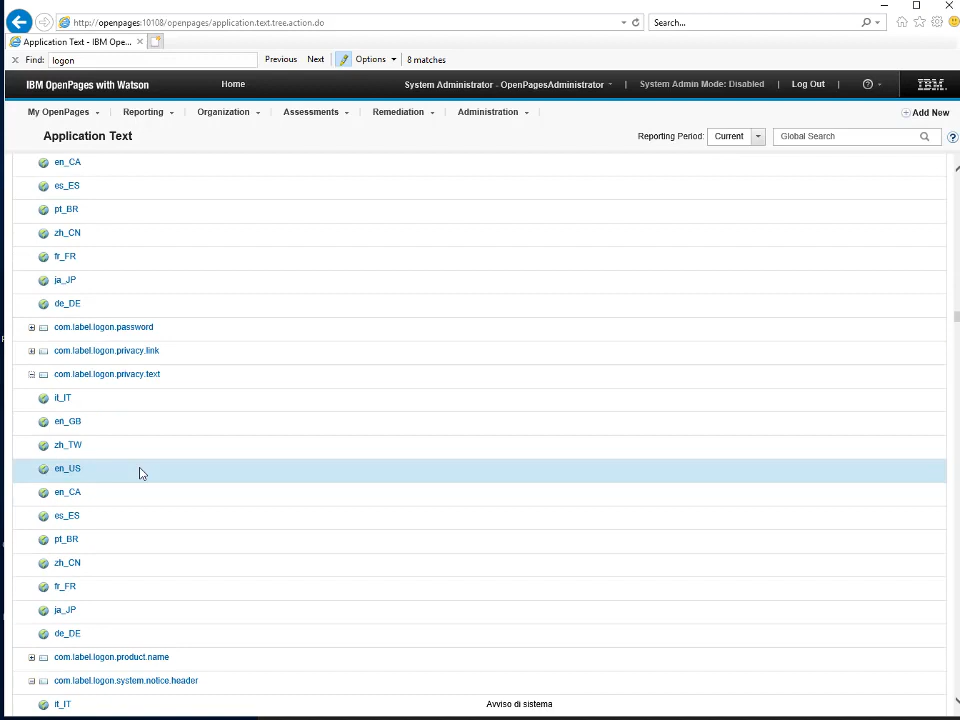 http://openpages:10108/openpages/application.text.tree.action.do
Search...
Application Text - IBM Ope...
Find: logon Previous Next Options 8 matches
IBM OpenPages with Watson Home System Administrator - OpenPagesAdministrator System Admin Mode: Disabled Log Out IBM
My OpenPages Reporting Organization Assessments Remediation Administration Add New
Application Text Reporting Period: Current Global Search
en_CA
es_ES
pt_BR
zh_CN
fr_FR
ja_JP
de_DE
com.label.logon.password
com.label.logon.privacy.link
com.label.logon.privacy.text
it_IT
en_GB
zh_TW
en_US
en_CA
es_ES
pt_BR
zh_CN
fr_FR
ja_JP
de_DE
com.label.logon.product.name
com.label.logon.system.notice.header
it_IT Avviso di sistema